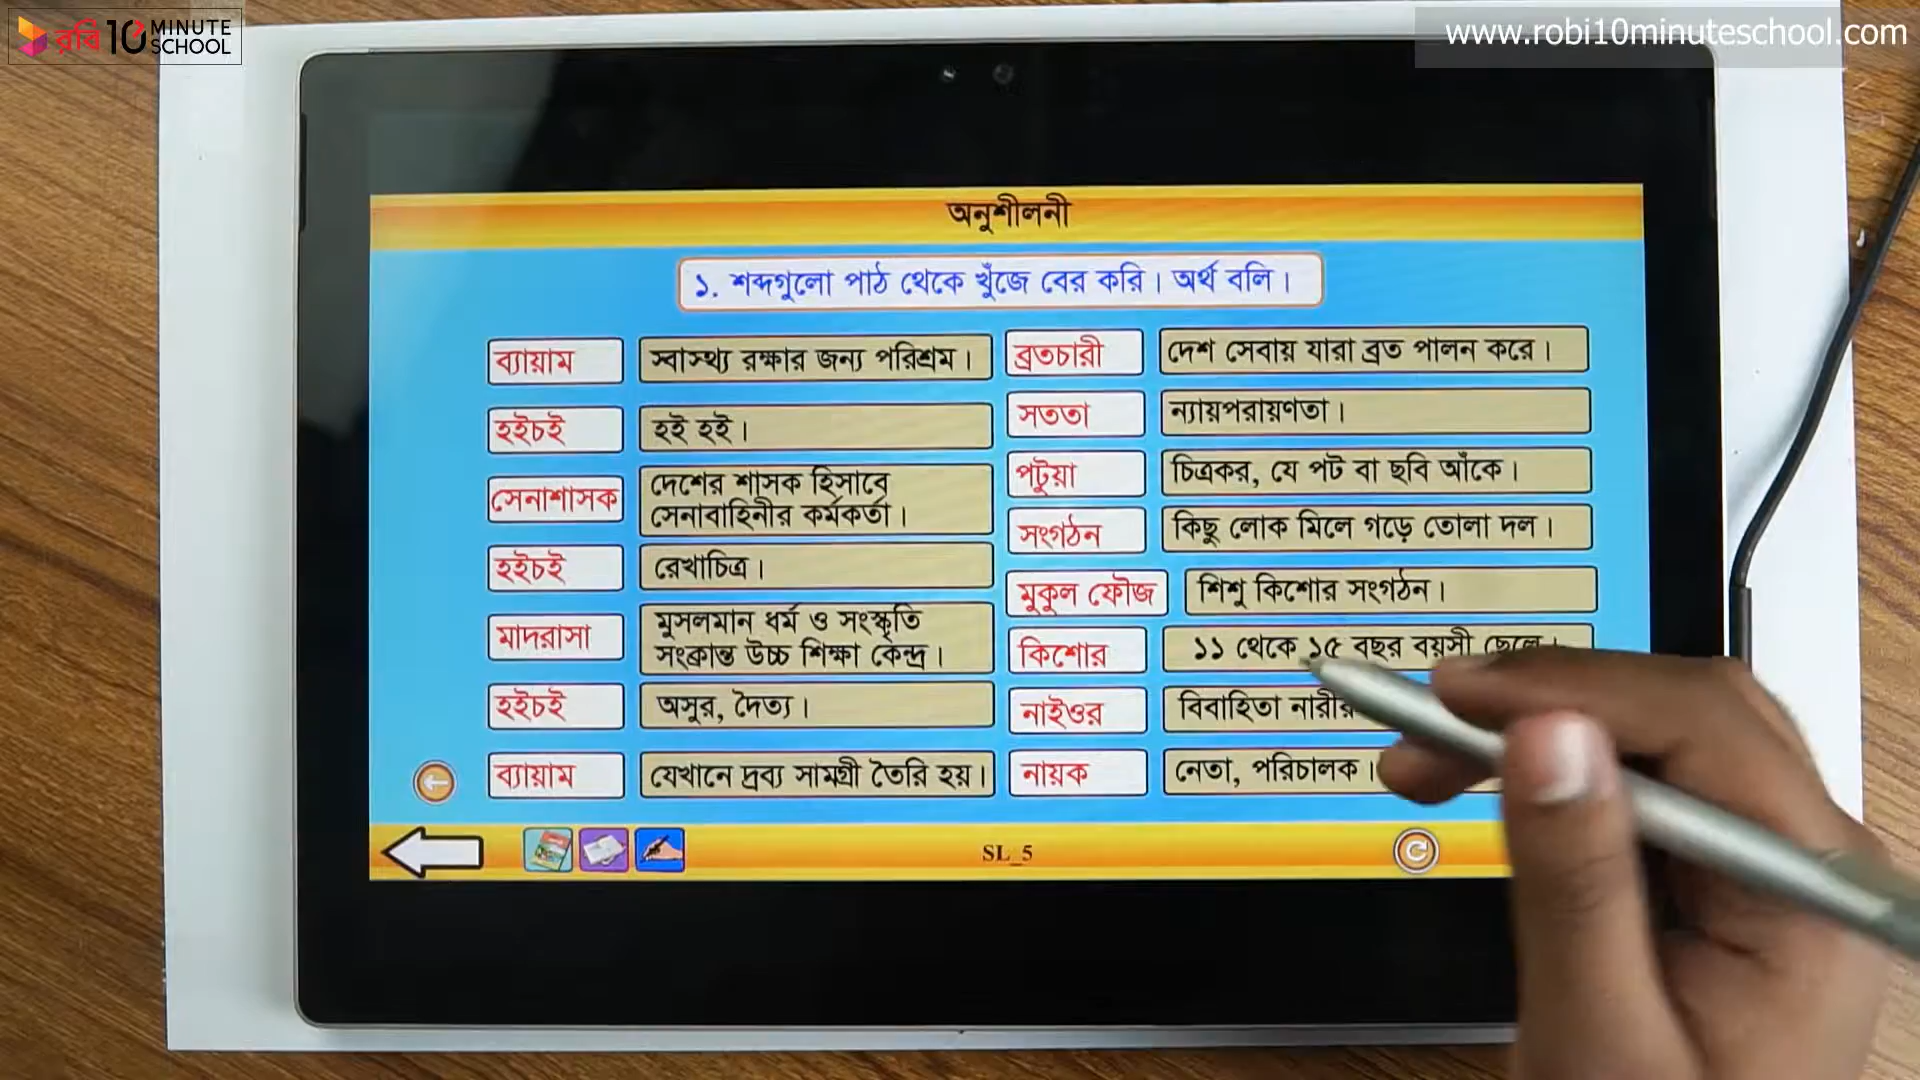 রবি 10 MINUTE SCHOOL
www.robi10minuteschool.com
অনুশীলনী
১. শব্দগুলো পাঠ থেকে খুঁজে বের করি। অর্থ বলি।
ব্যায়াম
স্বাস্থ্য রক্ষার জন্য পরিশ্রম।
হইচই
হই হই।
সেনাশাসক
দেশের শাসক হিসাবে
সেনাবাহিনীর কর্মকর্তা।
হইচই
রেখাচিত্র।
মাদরাসা
মুসলমান ধর্ম ও সংস্কৃতি
সংক্রান্ত উচ্চ শিক্ষা কেন্দ্র।
হইচই
অসুর, দৈত্য।
ব্যায়াম
যেখানে দ্রব্য সামগ্রী তৈরি হয়।
ব্রতচারী
দেশ সেবায় যারা ব্রত পালন করে।
সততা
ন্যায়পরায়ণতা।
পটুয়া
চিত্রকর, যে পট বা ছবি আঁকে।
সংগঠন
কিছু লোক মিলে গড়ে তোলা দল।
মুকুল ফৌজ
শিশু কিশোর সংগঠন।
কিশোর
১১ থেকে ১৫ বছর বয়সী ছেলে।
নাইওর
বিবাহিতা নারীর
নায়ক
নেতা, পরিচালক।
SL_5